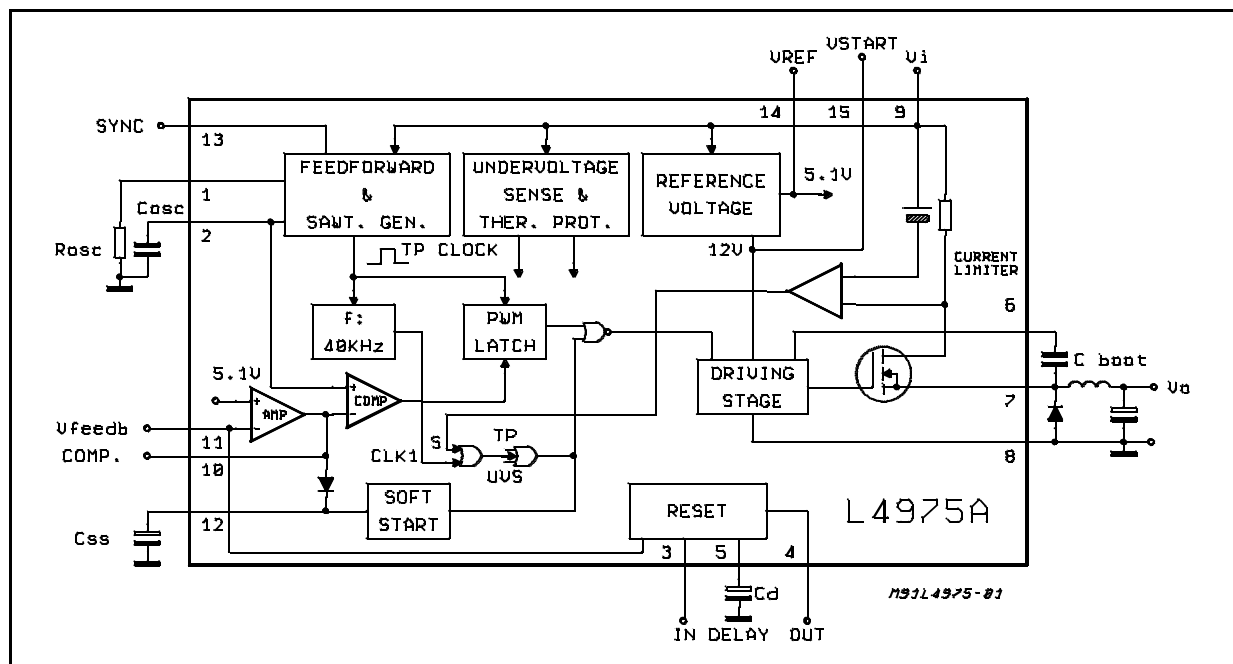 VREF
VSTART
Vi
14
15
9
SYNC
13
FEEDFORWARD
&
SAWT. GEN.
UNDERVOLTAGE
SENSE &
THER. PROT.
REFERENCE
VOLTAGE
5.1V
1
Cosc
2
Rosc
TP CLOCK
12V
CURRENT
LIMITER
6
F:
40KHz
PWM
LATCH
C boot
5.1V
+
AMP
-
+
COMP
-
DRIVING
STAGE
7
Vo
Vfeedb
11
COMP.
10
S
CLK1
TP
UVS
8
SOFT
START
12
Css
RESET
L4975A
3
5
4
Cd
M91L4975-01
IN
DELAY
OUT